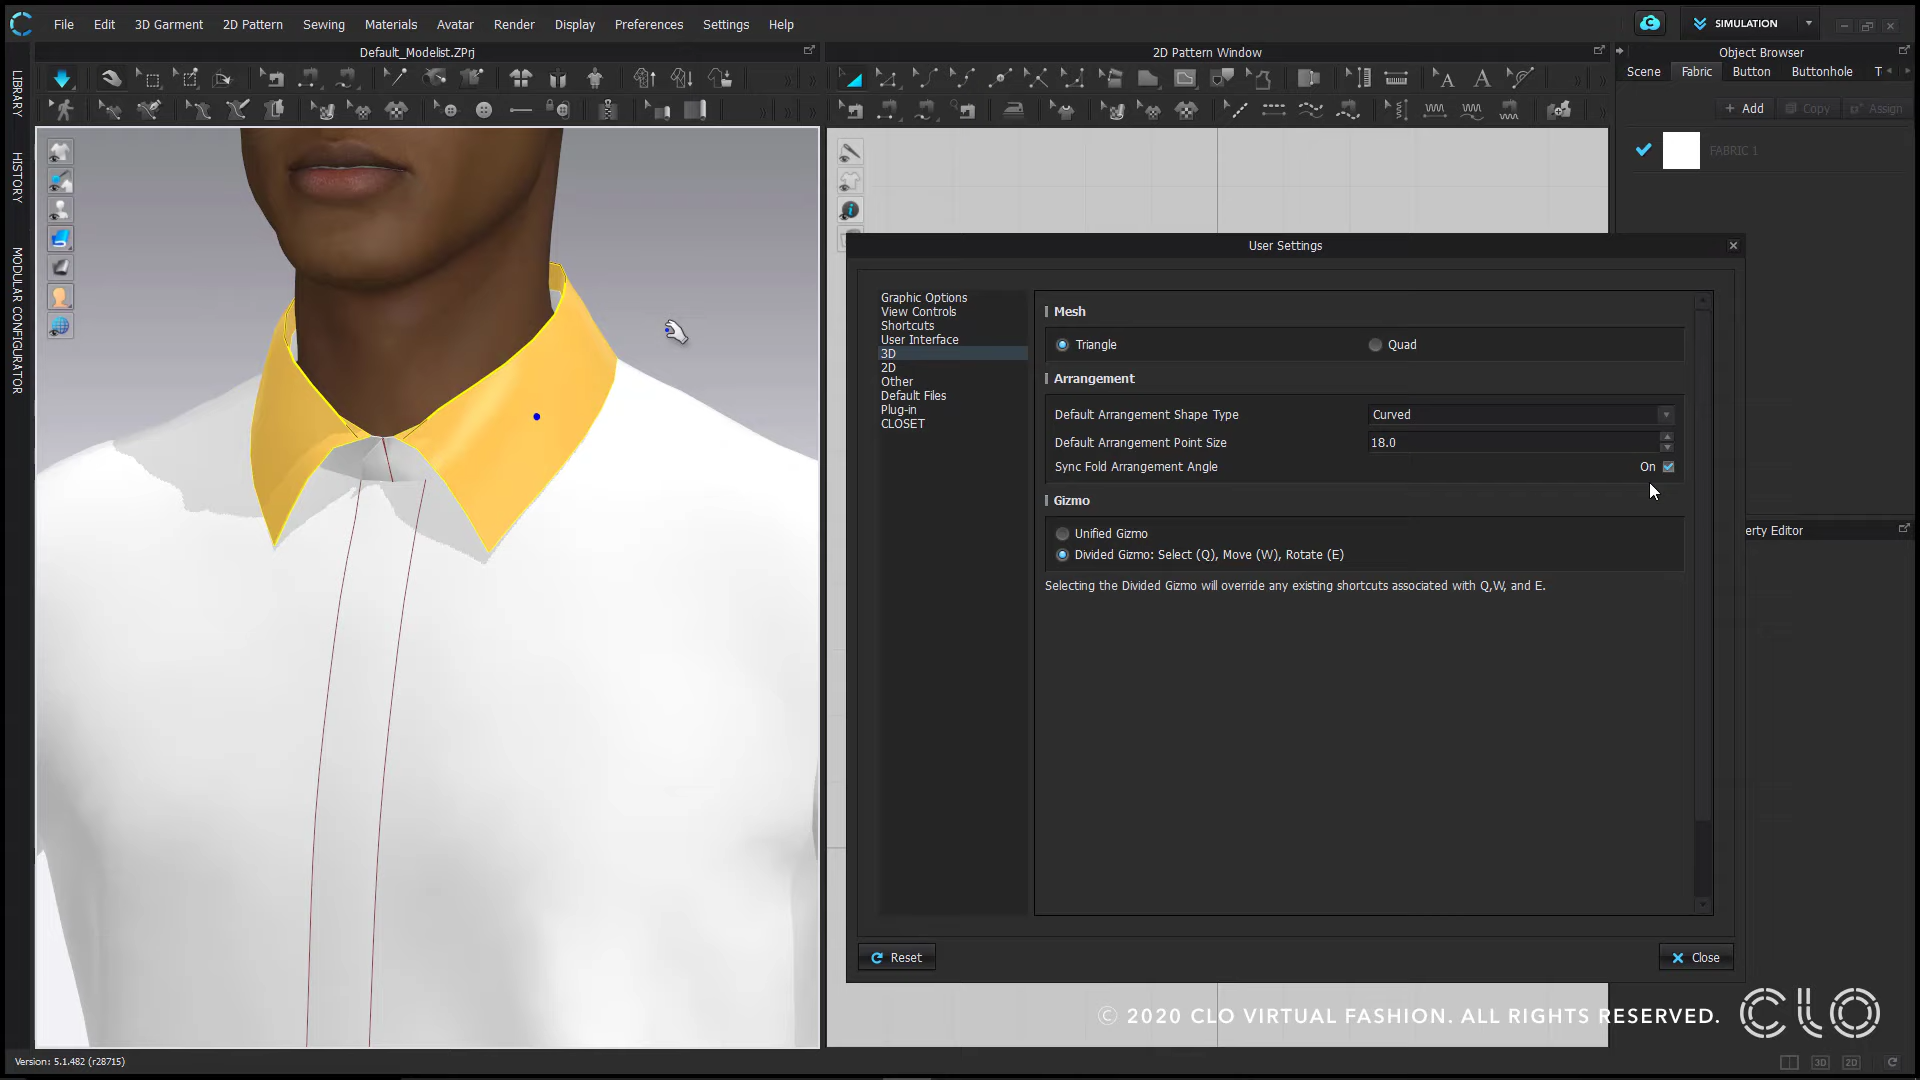 File Edit 3D Garment 2D Pattern Sewing Materials Avatar Render Display Preferences Settings Help
SIMULATION
Default_Modelist.ZPrj
2D Pattern Window
Object Browser
Scene Fabric Button Buttonhole T
+ Add Copy Assign
FABRIC 1
LIBRARY
HISTORY
MODULAR CONFIGURATOR
User Settings
Graphic Options
View Controls
Shortcuts
User Interface
3D
2D
Other
Default Files
Plug-in
CLOSET
Mesh
Triangle Quad
Arrangement
Default Arrangement Shape Type Curved
Default Arrangement Point Size 18.0
Sync Fold Arrangement Angle On
Gizmo
Unified Gizmo
Divided Gizmo: Select (Q), Move (W), Rotate (E)
Selecting the Divided Gizmo will override any existing shortcuts associated with Q,W, and E.
erty Editor
Reset Close
© 2020 CLO VIRTUAL FASHION. ALL RIGHTS RESERVED. CLO
Version: 5.1.482 (r28715)
3D 2D